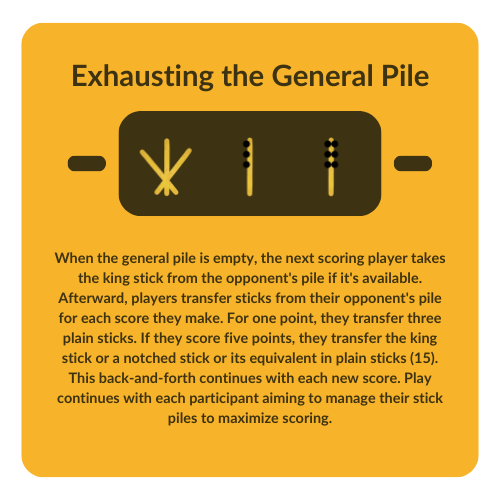 Exhausting the General Pile
When the general pile is empty, the next scoring player takes
the king stick from the opponent's pile if it's available.
Afterward, players transfer sticks from their opponent's pile
for each score they make. For one point, they transfer three
plain sticks. If they score five points, they transfer the king
stick or a notched stick or its equivalent in plain sticks (15).
This back-and-forth continues with each new score. Play
continues with each participant aiming to manage their stick
piles to maximize scoring.